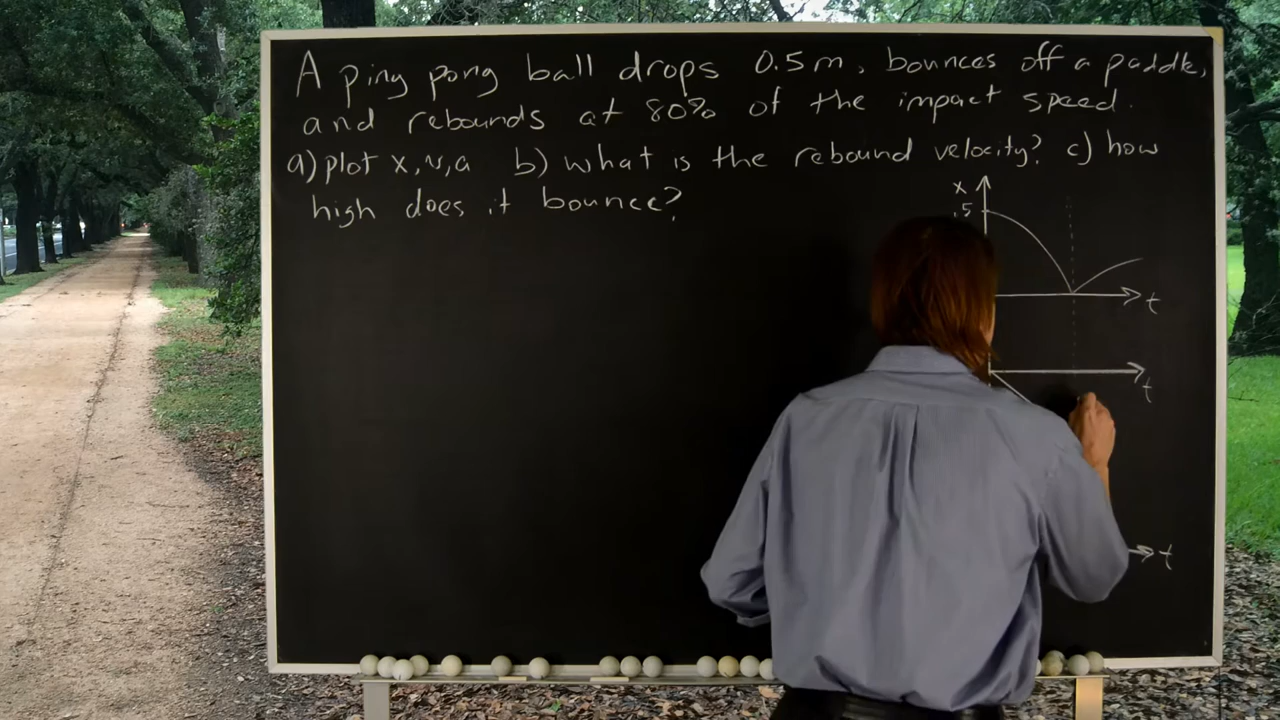 A ping pong ball drops 0.5m, bounces off a paddle,
and rebounds at 80% of the impact speed.
a) plot x, v, a b) what is the rebound velocity? c) how
high does it bounce?
x
.5
t
t
t